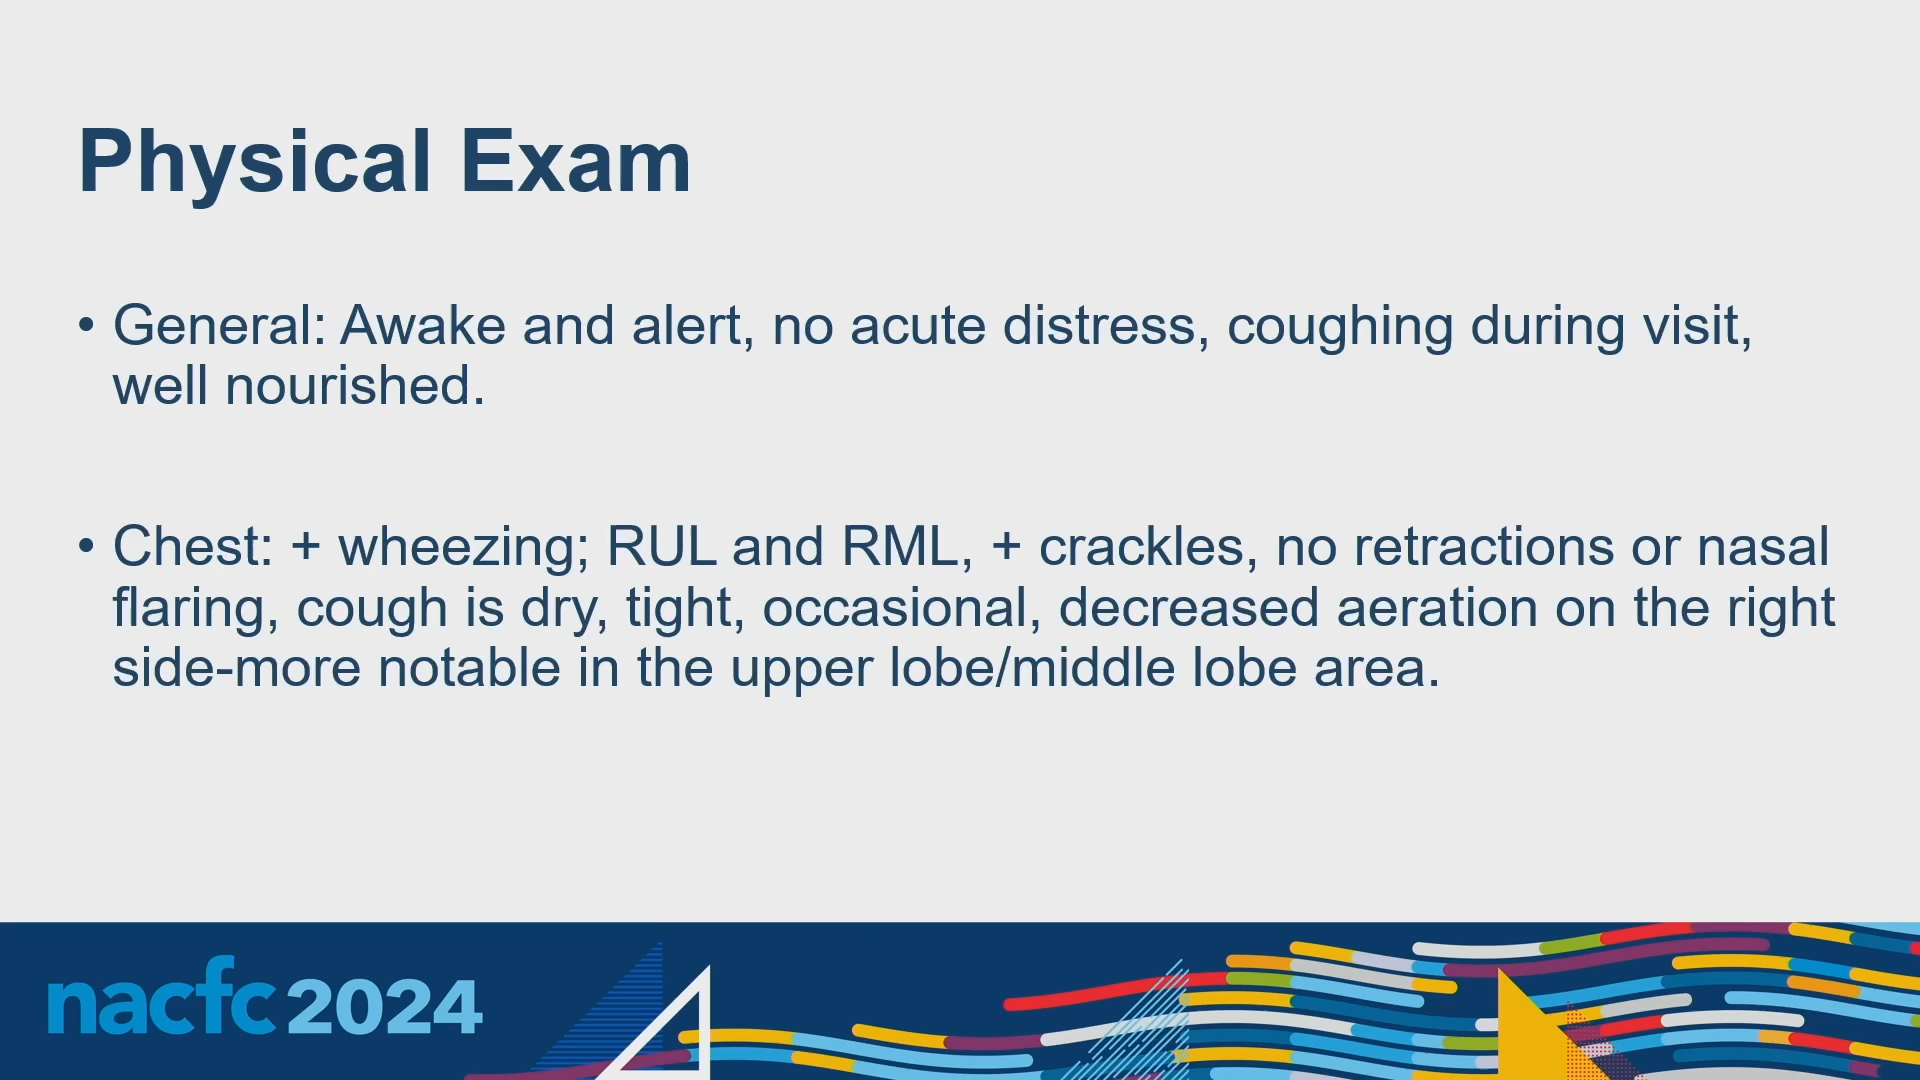 Physical Exam
• General: Awake and alert, no acute distress, coughing during visit,
well nourished.
• Chest: + wheezing; RUL and RML, + crackles, no retractions or nasal
flaring, cough is dry, tight, occasional, decreased aeration on the right
side-more notable in the upper lobe/middle lobe area.
nacfc 2024